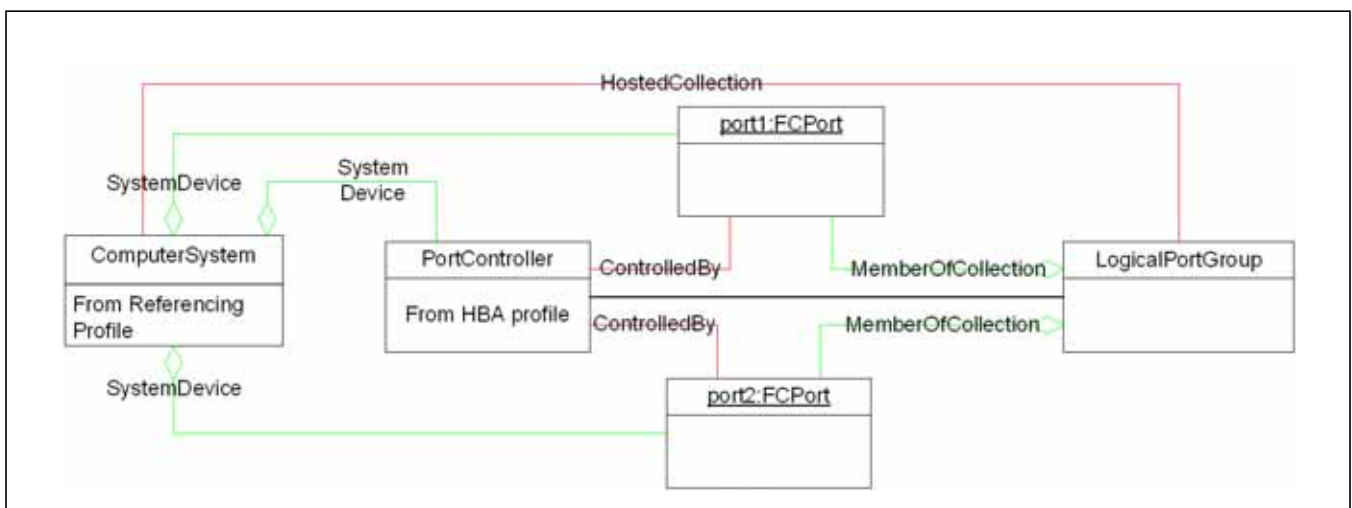 HostedCollection
port1:FCPort
System
Device
SystemDevice
ComputerSystem
From Referencing
Profile
PortController
From HBA profile
ControlledBy
MemberOfCollection
LogicalPortGroup
ControlledBy
MemberOfCollection
SystemDevice
port2:FCPort